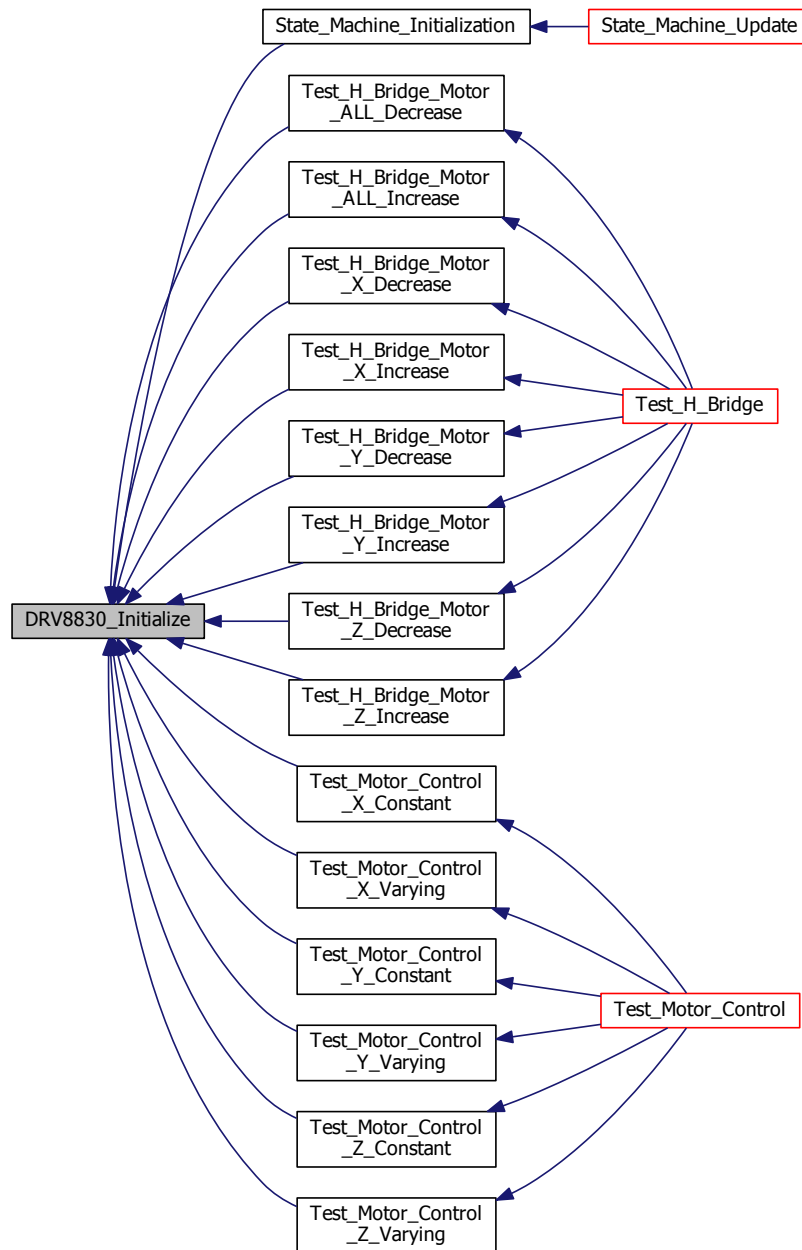 State_Machine_Initialization
State_Machine_Update
Test_H_Bridge_Motor
_ALL_Decrease
Test_H_Bridge_Motor
_ALL_Increase
Test_H_Bridge_Motor
_X_Decrease
Test_H_Bridge_Motor
_X_Increase
Test_H_Bridge
Test_H_Bridge_Motor
_Y_Decrease
Test_H_Bridge_Motor
_Y_Increase
DRV8830_Initialize
Test_H_Bridge_Motor
_Z_Decrease
Test_H_Bridge_Motor
_Z_Increase
Test_Motor_Control
_X_Constant
Test_Motor_Control
_X_Varying
Test_Motor_Control
_Y_Constant
Test_Motor_Control
Test_Motor_Control
_Y_Varying
Test_Motor_Control
_Z_Constant
Test_Motor_Control
_Z_Varying